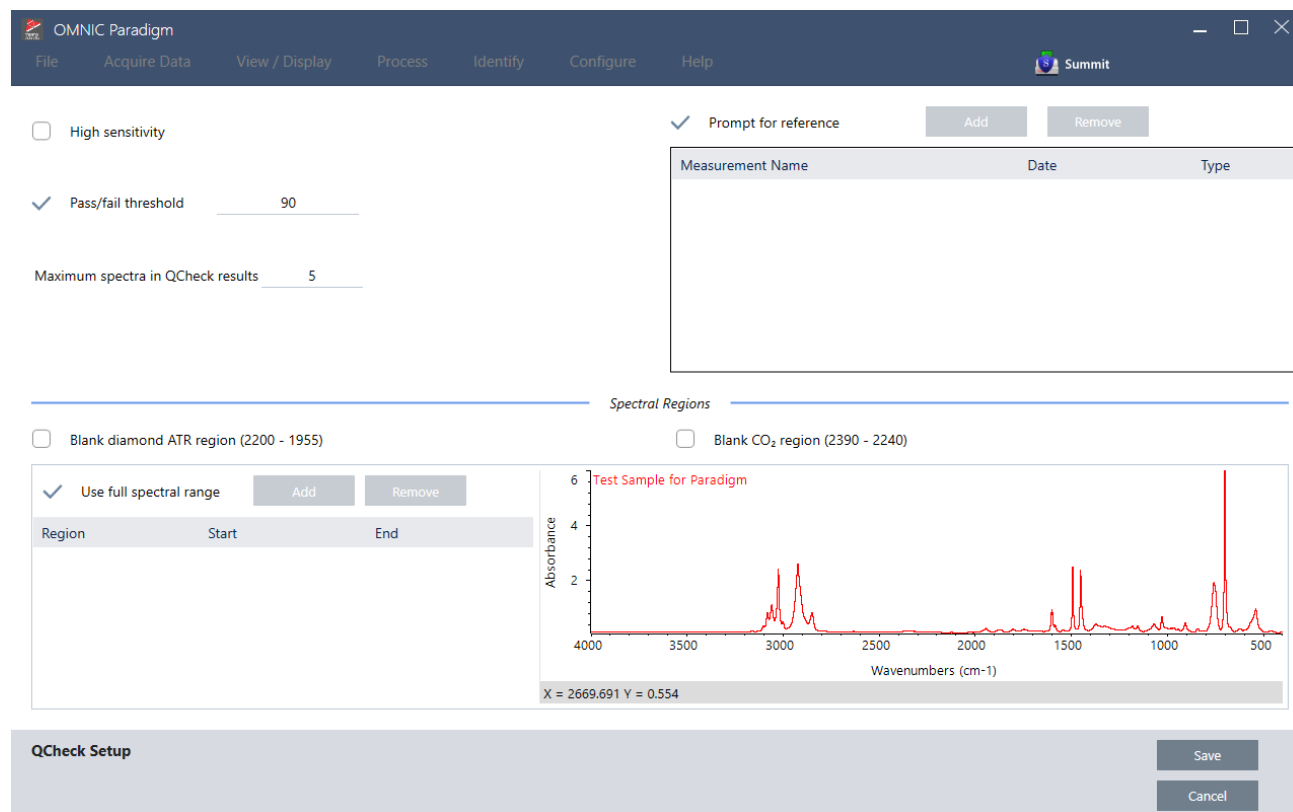 OMNIC Paradigm
File Acquire Data View / Display Process Identify Configure Help
Summit
High sensitivity
Pass/fail threshold 90
Maximum spectra in QCheck results 5
Prompt for reference Add Remove
Measurement Name Date Type
Spectral Regions
Blank diamond ATR region (2200 - 1955)
Blank CO₂ region (2390 - 2240)
Use full spectral range Add Remove
Region Start End
Test Sample for Paradigm
6
4
2
Absorbance
4000 3500 3000 2500 2000 1500 1000 500
Wavenumbers (cm-1)
X = 2669.691 Y = 0.554
QCheck Setup
Save
Cancel